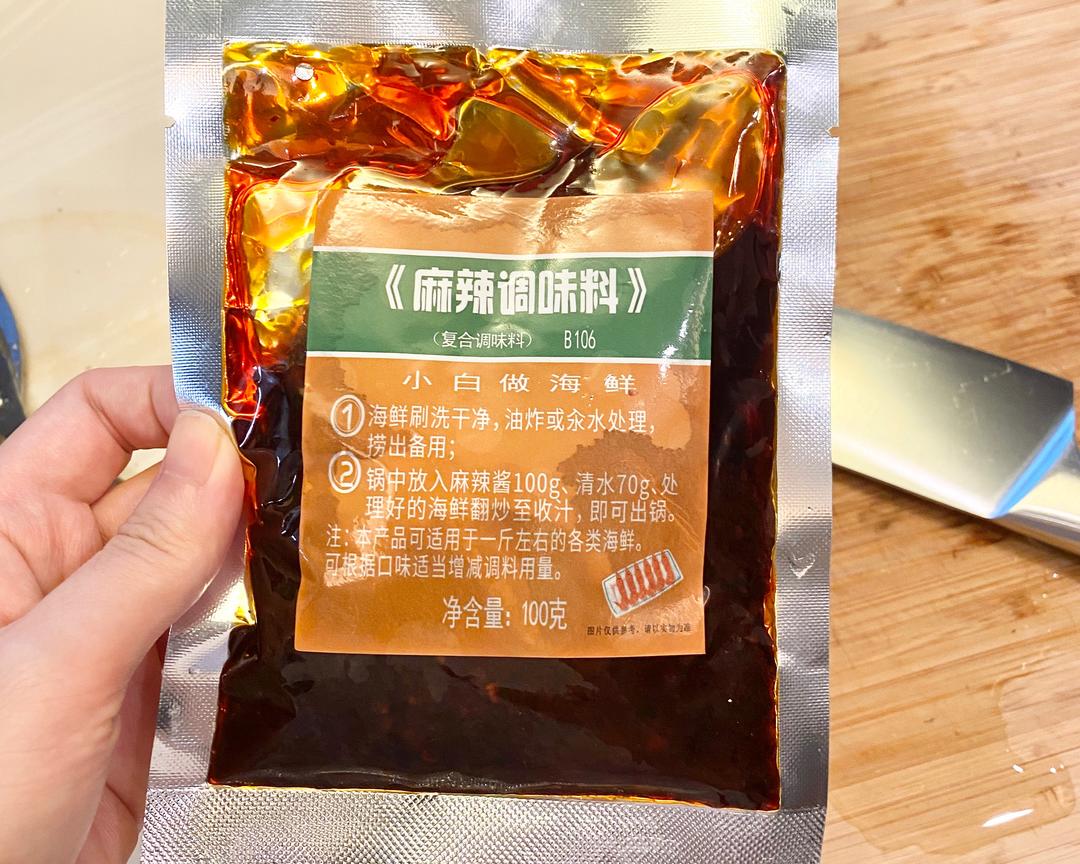 《麻辣调味料》
（复合调味料） B106
小白做海鲜
①海鲜刷洗干净，油炸或汆水处理，
捞出备用；
②锅中放入麻辣酱100g、清水70g、处
理好的海鲜翻炒至收汁，即可出锅。
注：本产品可适用于一斤左右的各类海鲜。
可根据口味适当增减调料用量。
净含量：100克
图片仅供参考，请以实物为准